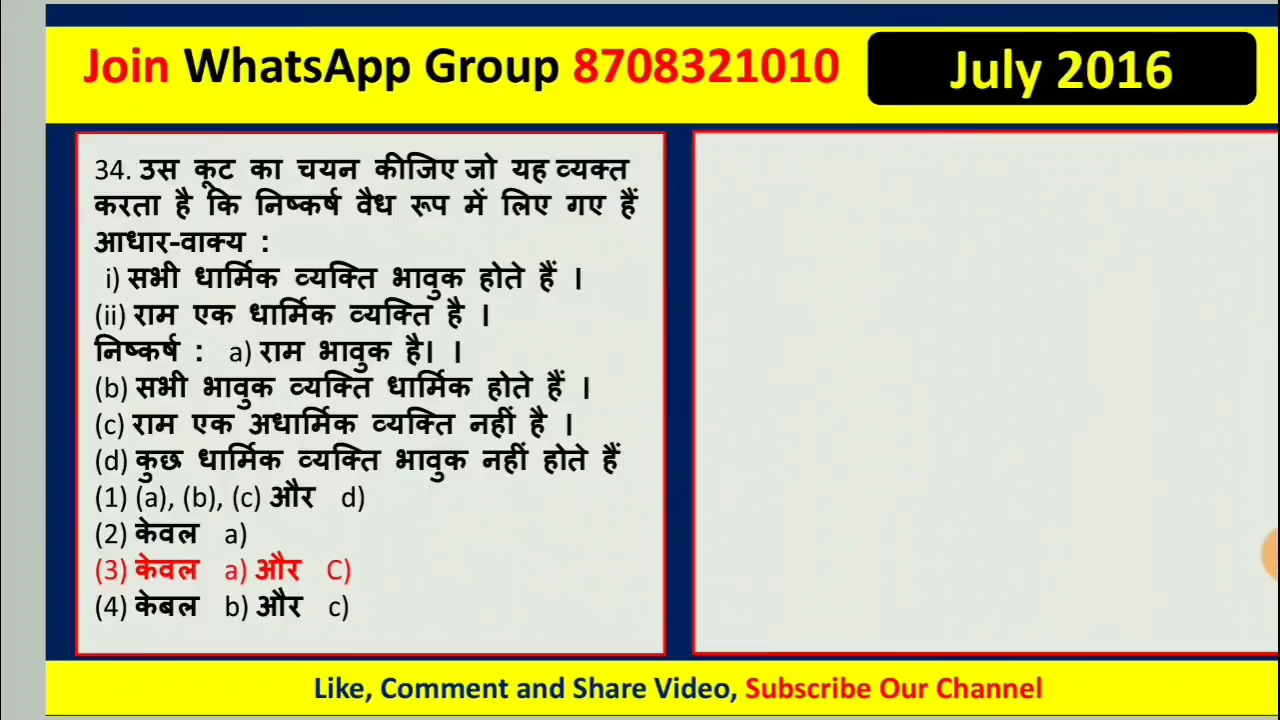 Join WhatsApp Group 8708321010
July 2016
34. उस कूट का चयन कीजिए जो यह व्यक्त
करता है कि निष्कर्ष वैध रूप में लिए गए हैं
आधार-वाक्य :
i) सभी धार्मिक व्यक्ति भावुक होते हैं ।
(ii) राम एक धार्मिक व्यक्ति है ।
निष्कर्ष : a) राम भावुक है। ।
(b) सभी भावुक व्यक्ति धार्मिक होते हैं ।
(c) राम एक अधार्मिक व्यक्ति नहीं है ।
(d) कुछ धार्मिक व्यक्ति भावुक नहीं होते हैं
(1) (a), (b), (c) और d)
(2) केवल a)
(3) केवल a) और C)
(4) केबल b) और c)
Like, Comment and Share Video, Subscribe Our Channel